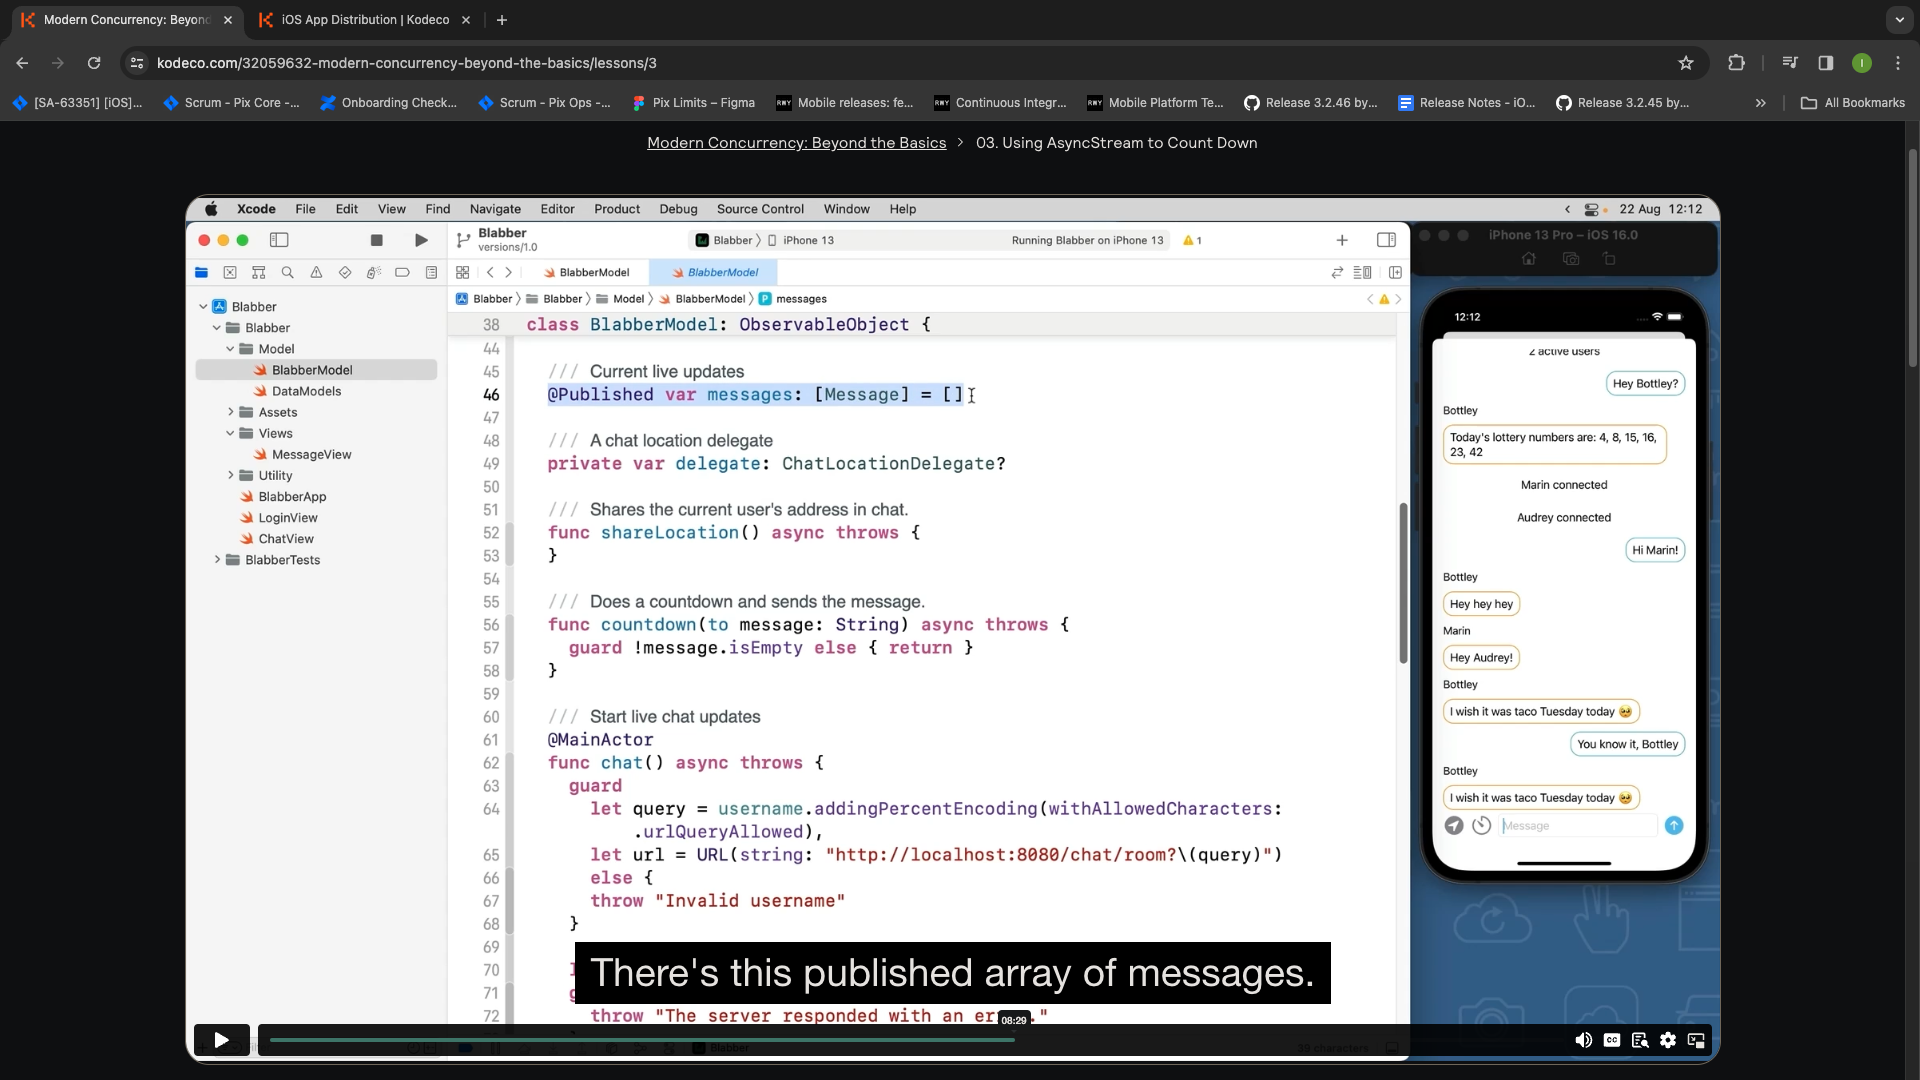 Modern Concurrency: Beyond
iOS App Distribution | Kodeco
kodeco.com/32059632-modern-concurrency-beyond-the-basics/lessons/3
[SA-63351] [iOS]...
Scrum - Pix Core -...
Onboarding Check...
Scrum - Pix Ops -...
Pix Limits – Figma
Mobile releases: fe...
Continuous Integr...
Mobile Platform Te...
Release 3.2.46 by...
Release Notes - iO...
Release 3.2.45 by...
All Bookmarks
Modern Concurrency: Beyond the Basics > 03. Using AsyncStream to Count Down
Xcode File Edit View Find Navigate Editor Product Debug Source Control Window Help
22 Aug 12:12
Blabber
versions/1.0
Blabber iPhone 13
Running Blabber on iPhone 13
1
iPhone 13 Pro – iOS 16.0
BlabberModel
BlabberModel
Blabber Blabber Model BlabberModel P messages
Blabber
Blabber
Model
BlabberModel
DataModels
Assets
Views
MessageView
Utility
BlabberApp
LoginView
ChatView
BlabberTests
38 class BlabberModel: ObservableObject {
44
45 /// Current live updates
46 @Published var messages: [Message] = []
47
48 /// A chat location delegate
49 private var delegate: ChatLocationDelegate?
50
51 /// Shares the current user's address in chat.
52 func shareLocation() async throws {
53 }
54
55 /// Does a countdown and sends the message.
56 func countdown(to message: String) async throws {
57 guard !message.isEmpty else { return }
58 }
59
60 /// Start live chat updates
61 @MainActor
62 func chat() async throws {
63 guard
64 let query = username.addingPercentEncoding(withAllowedCharacters:
.urlQueryAllowed),
65 let url = URL(string: "http://localhost:8080/chat/room?\(query)")
66 else {
67 throw "Invalid username"
68 }
69
70
71
72 throw "The server responded with an er
."
There's this published array of messages.
08:29
CC
Blabber
39 characters
12:12
2 active users
Hey Bottley?
Bottley
Today's lottery numbers are: 4, 8, 15, 16,
23, 42
Marin connected
Audrey connected
Hi Marin!
Bottley
Hey hey hey
Marin
Hey Audrey!
Bottley
I wish it was taco Tuesday today 🥺
You know it, Bottley
Bottley
I wish it was taco Tuesday today 🥺
Message